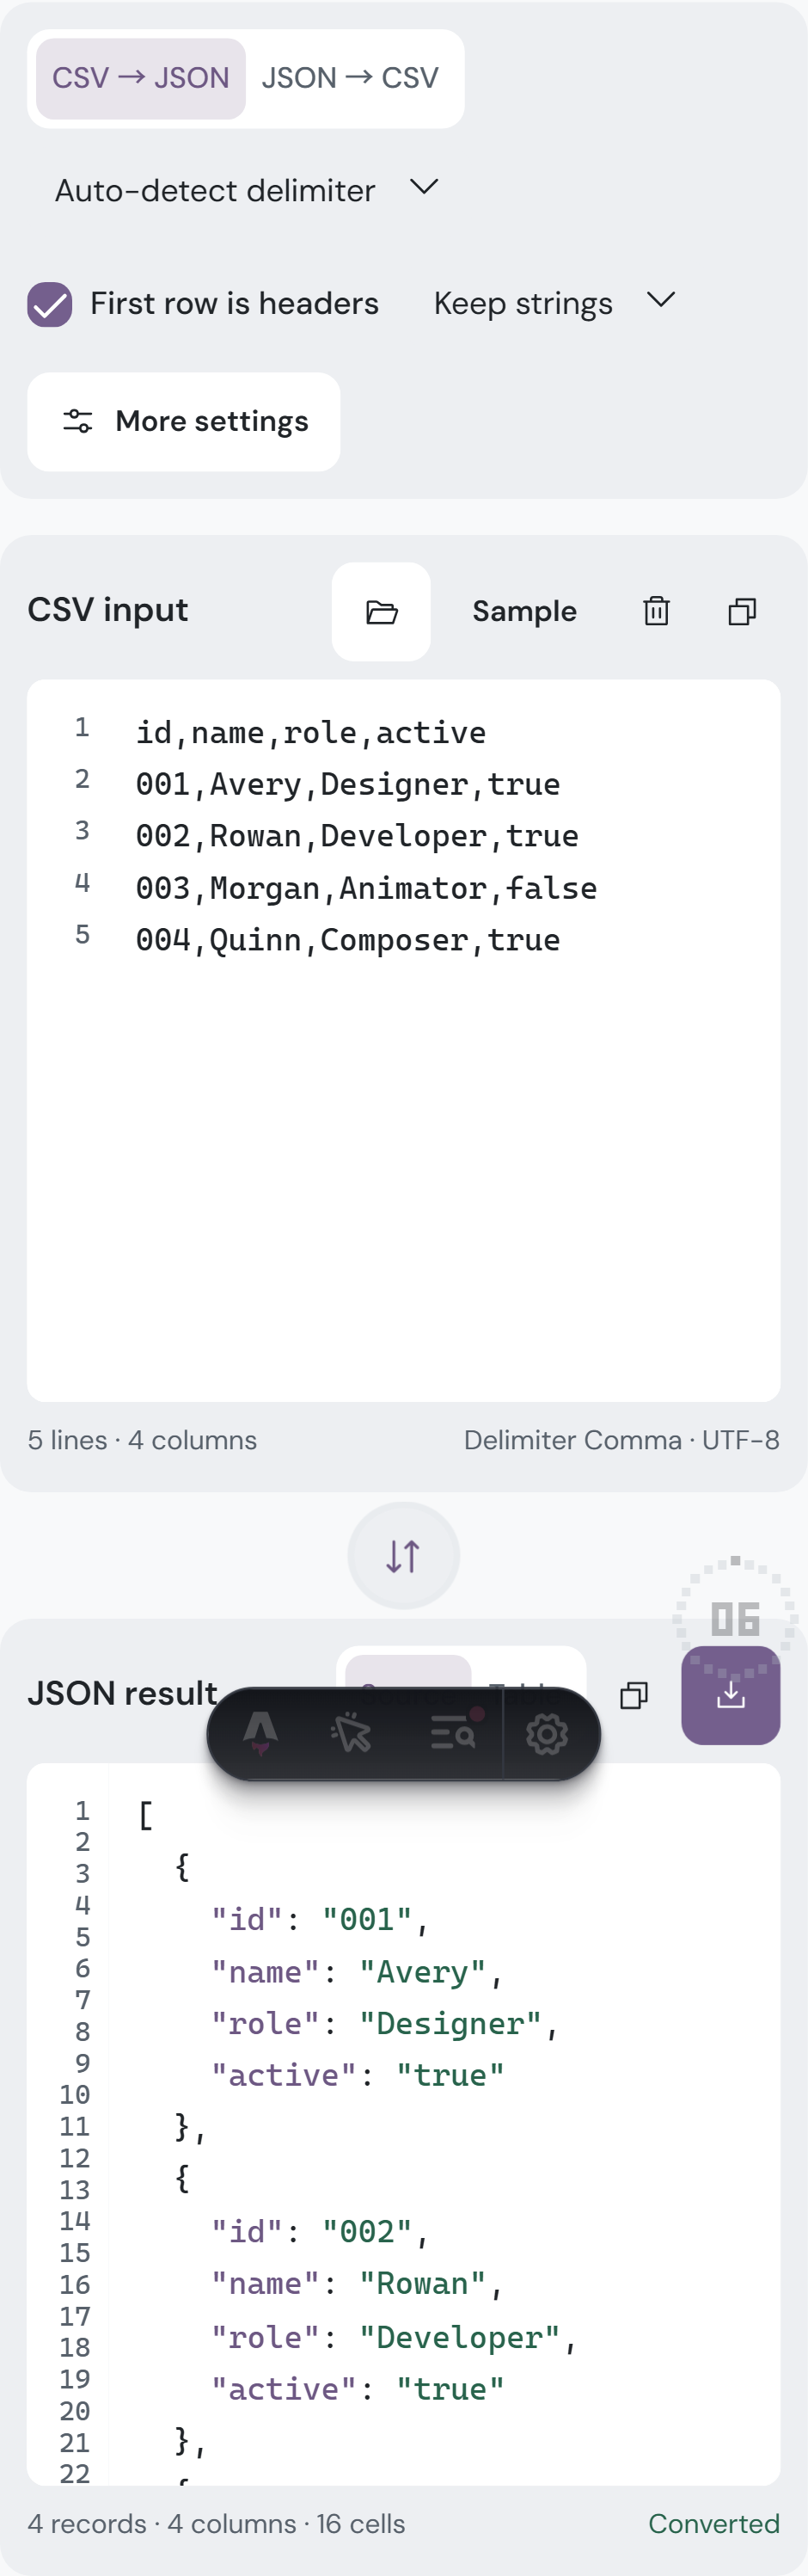 CSV → JSON JSON → CSV
Auto-detect delimiter
First row is headers Keep strings
More settings
CSV input Sample
1 id,name,role,active
2 001,Avery,Designer,true
3 002,Rowan,Developer,true
4 003,Morgan,Animator,false
5 004,Quinn,Composer,true
5 lines · 4 columns Delimiter Comma · UTF-8
06
JSON result
1 [
2 {
3 "id": "001",
4 "name": "Avery",
5 "role": "Designer",
6 "active": "true"
7 },
8 {
9 "id": "002",
10 "name": "Rowan",
11 "role": "Developer",
12 "active": "true"
13 },
14 {
15
16
17
18
19
20
21
22
4 records · 4 columns · 16 cells Converted